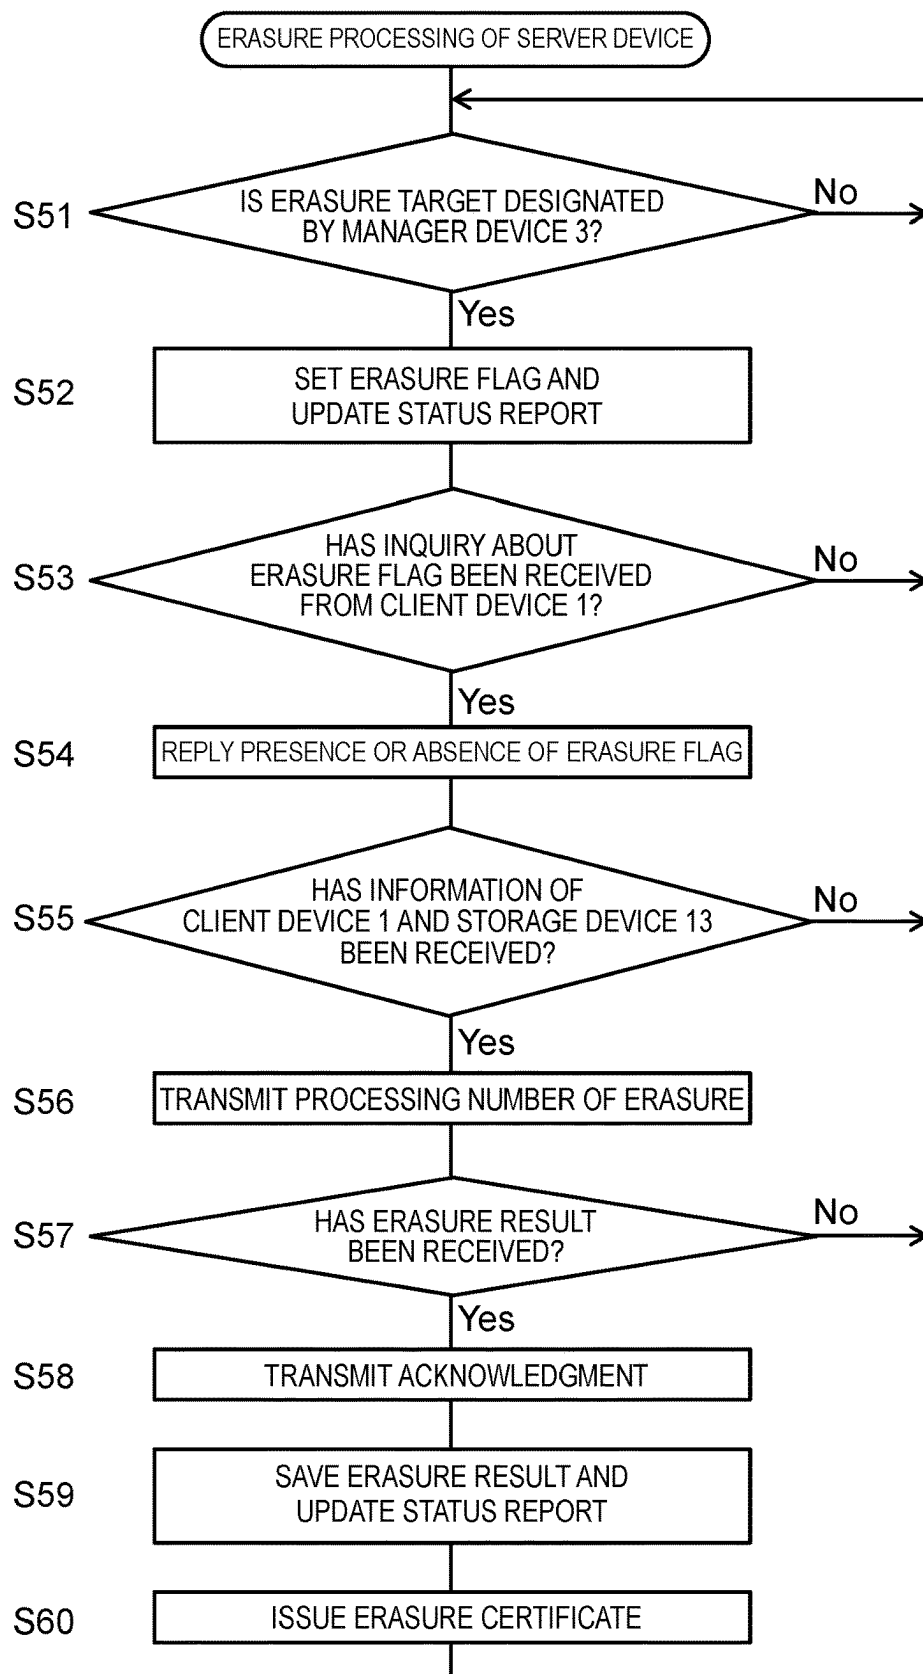 ERASURE PROCESSING OF SERVER DEVICE
S51
IS ERASURE TARGET DESIGNATED
BY MANAGER DEVICE 3?
No
Yes
S52
SET ERASURE FLAG AND
UPDATE STATUS REPORT
S53
HAS INQUIRY ABOUT
ERASURE FLAG BEEN RECEIVED
FROM CLIENT DEVICE 1?
No
Yes
S54
REPLY PRESENCE OR ABSENCE OF ERASURE FLAG
S55
HAS INFORMATION OF
CLIENT DEVICE 1 AND STORAGE DEVICE 13
BEEN RECEIVED?
No
Yes
S56
TRANSMIT PROCESSING NUMBER OF ERASURE
S57
HAS ERASURE RESULT
BEEN RECEIVED?
No
Yes
S58
TRANSMIT ACKNOWLEDGMENT
S59
SAVE ERASURE RESULT AND
UPDATE STATUS REPORT
S60
ISSUE ERASURE CERTIFICATE